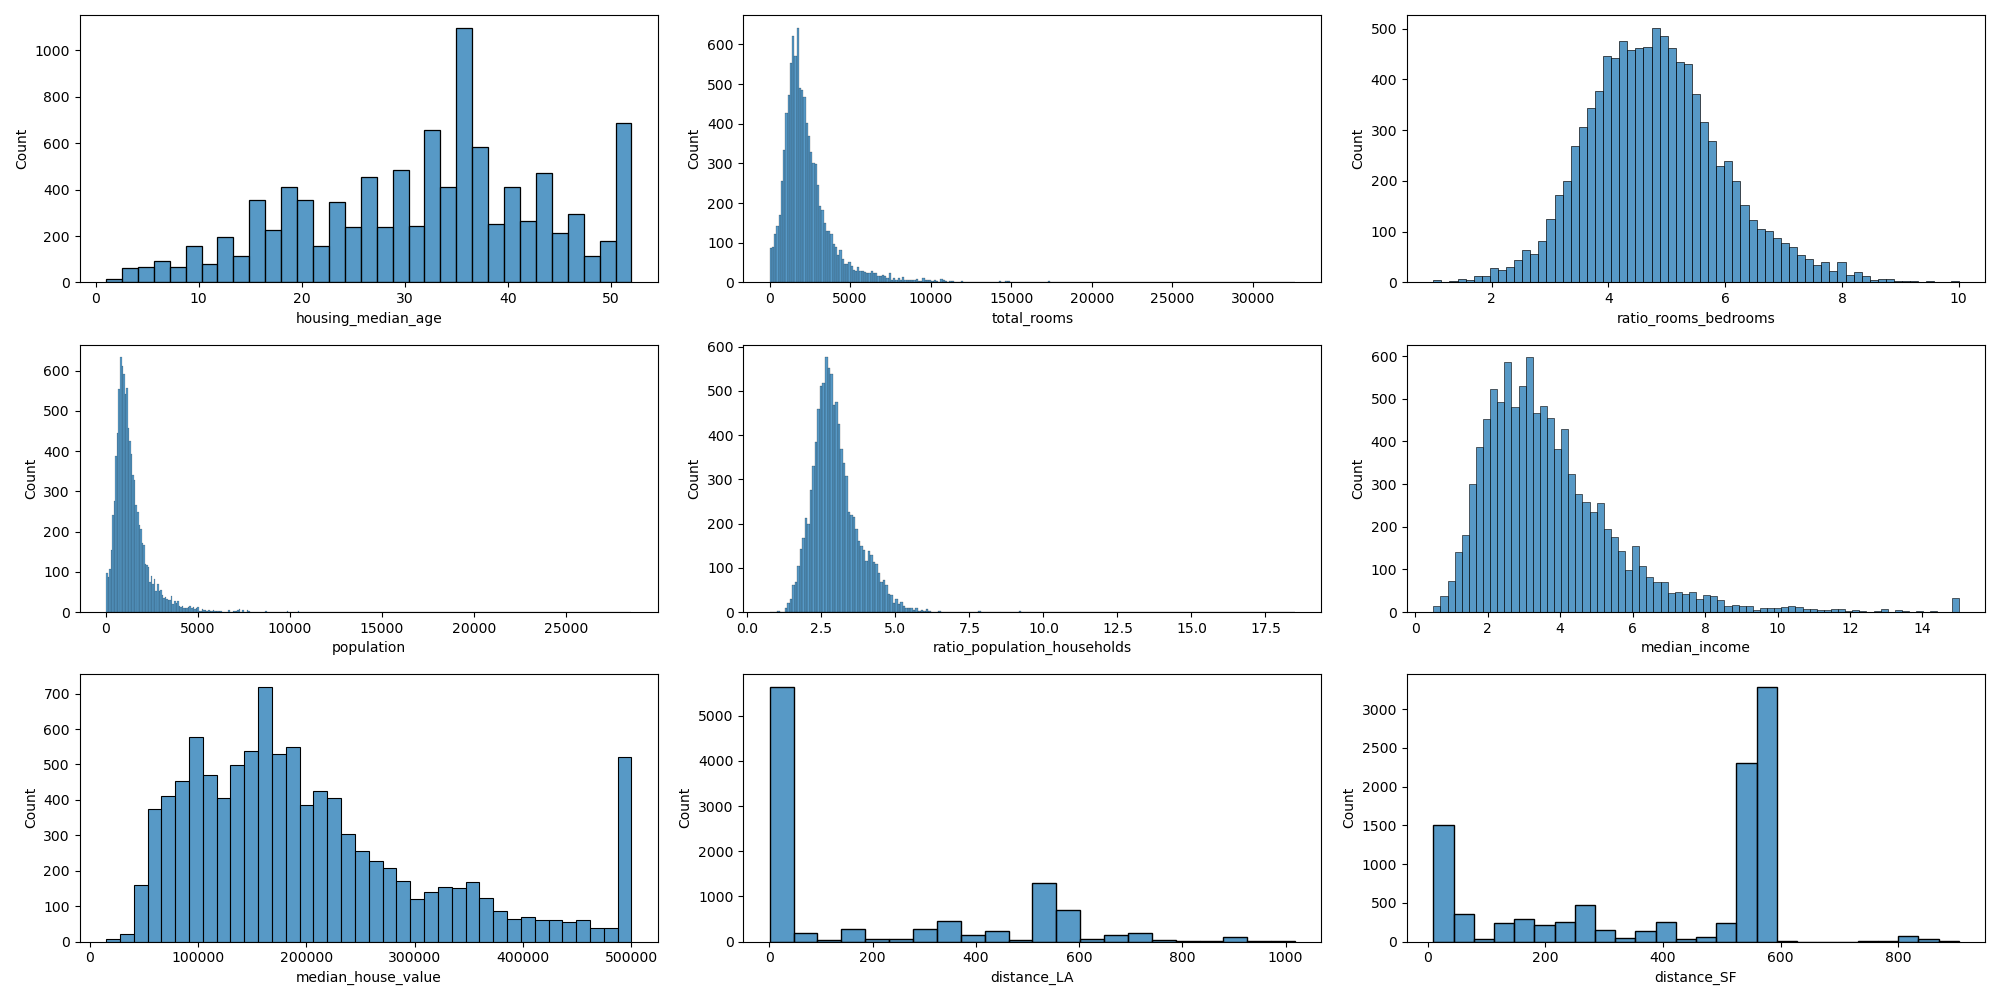 1000
800
600
400
200
0
Count
0 10 20 30 40 50
housing_median_age
600
500
400
300
200
100
0
Count
0 5000 10000 15000 20000 25000 30000
total_rooms
500
400
300
200
100
0
Count
2 4 6 8 10
ratio_rooms_bedrooms
600
500
400
300
200
100
0
Count
0 5000 10000 15000 20000 25000
population
600
500
400
300
200
100
0
Count
0.0 2.5 5.0 7.5 10.0 12.5 15.0 17.5
ratio_population_households
600
500
400
300
200
100
0
Count
0 2 4 6 8 10 12 14
median_income
700
600
500
400
300
200
100
0
Count
0 100000 200000 300000 400000 500000
median_house_value
5000
4000
3000
2000
1000
0
Count
0 200 400 600 800 1000
distance_LA
3000
2500
2000
1500
1000
500
0
Count
0 200 400 600 800
distance_SF